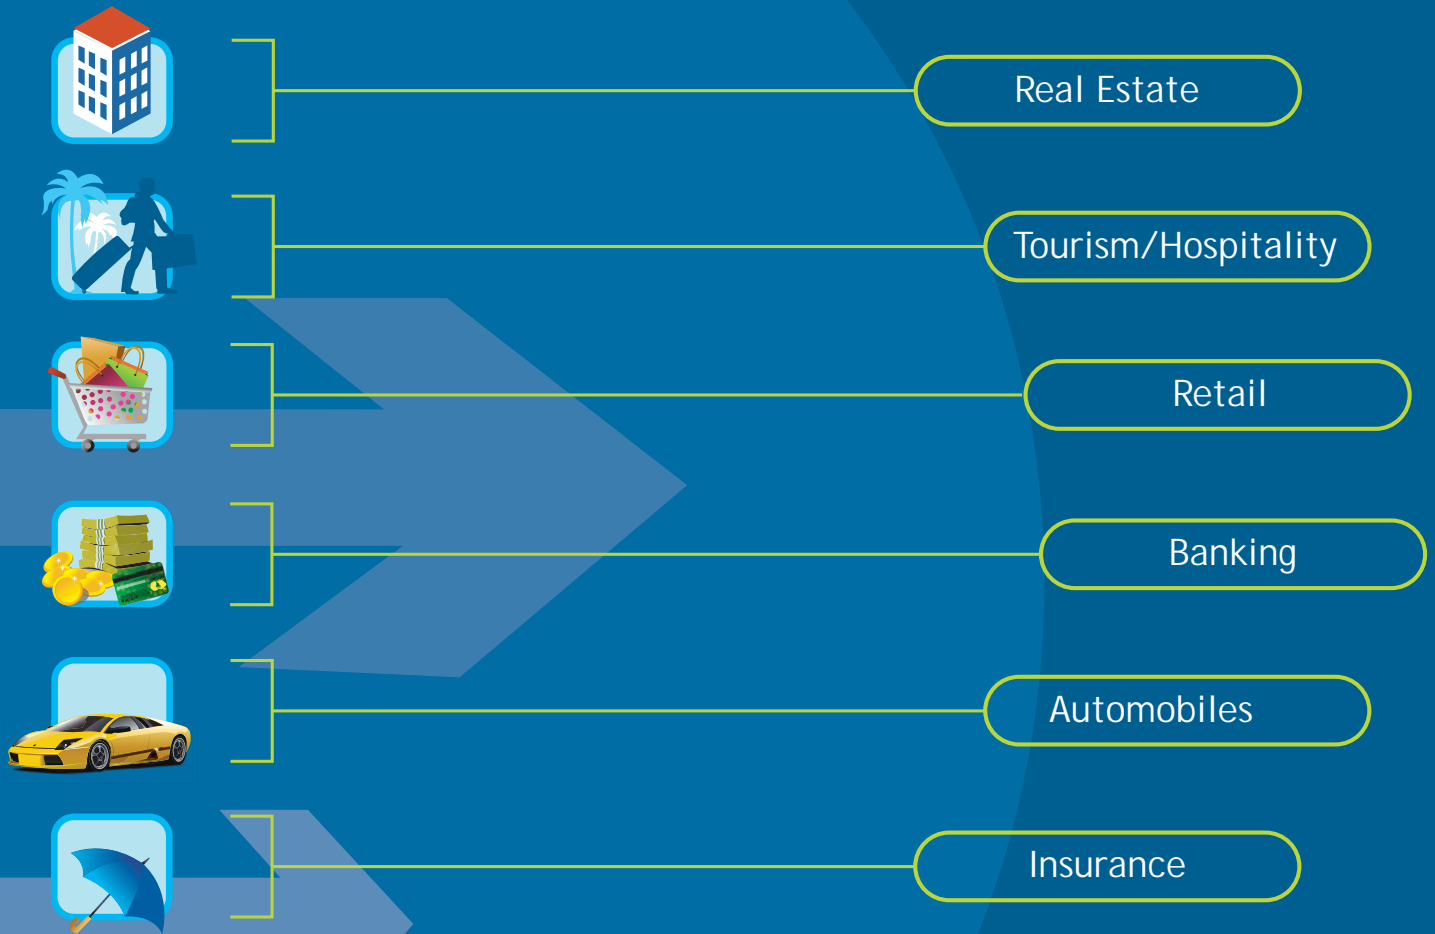 Real Estate
Tourism/Hospitality
Retail
Banking
Automobiles
Insurance